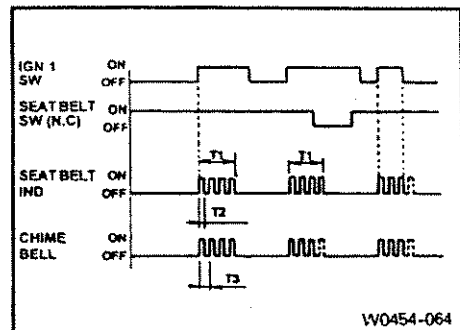 IGN 1 SW ON OFF
SEAT BELT SW (N.C) ON OFF
T1 T1
SEAT BELT IND ON OFF
T2
CHIME BELL ON OFF
T3
W0454-064